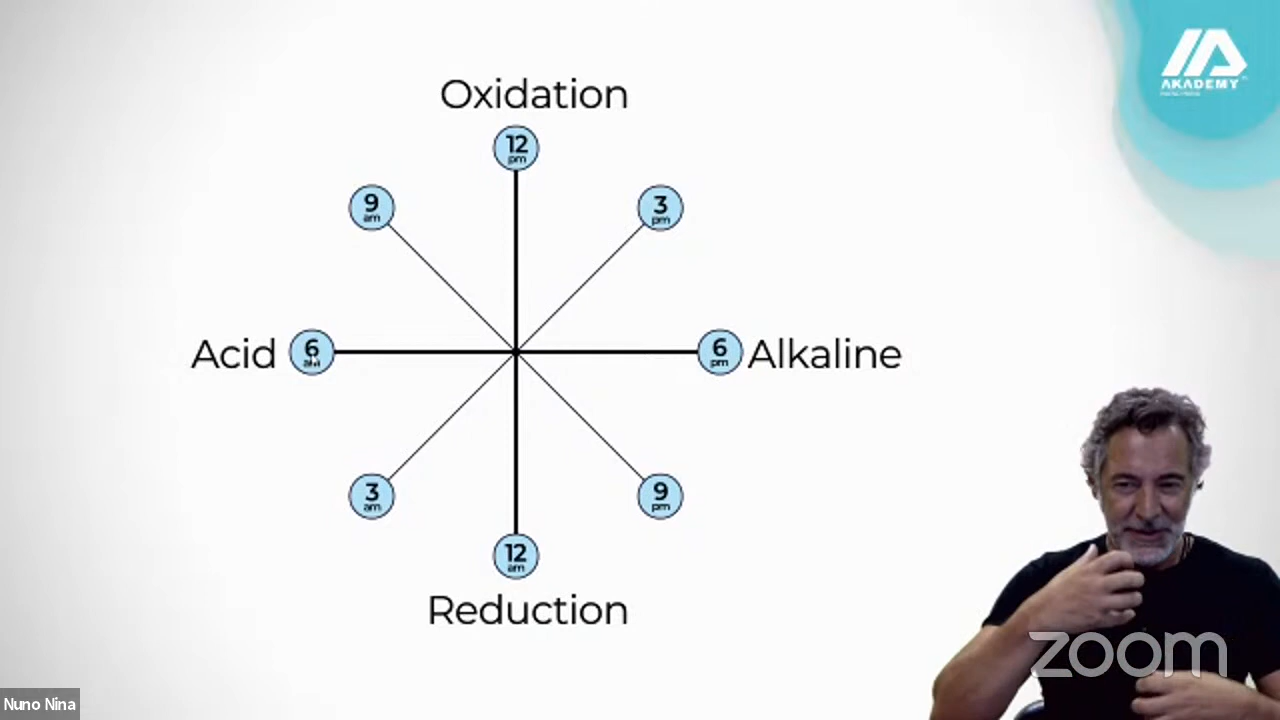 AKADEMY
Oxidation
12
pm
9
am
3
pm
Acid
6
am
6
pm
Alkaline
3
am
9
pm
12
am
Reduction
zoom
Nuno Nina